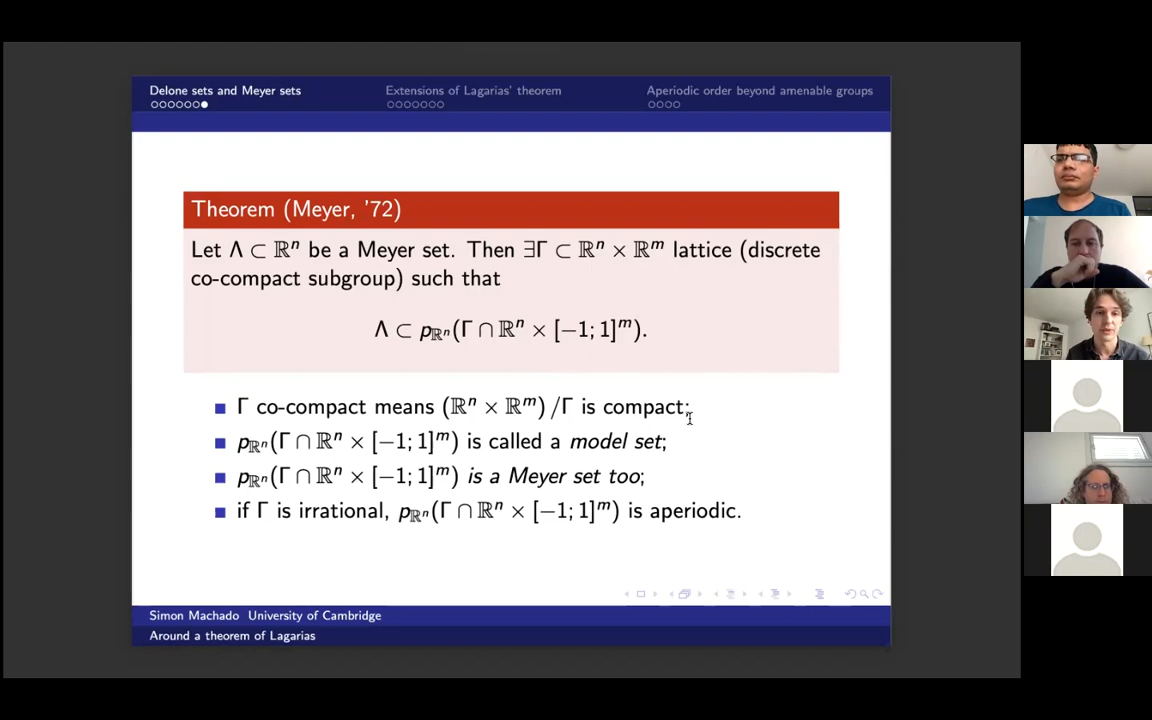 Delone sets and Meyer sets
Extensions of Lagarias' theorem
Aperiodic order beyond amenable groups
Theorem (Meyer, '72)
Let Λ ⊂ ℝⁿ be a Meyer set. Then ∃Γ ⊂ ℝⁿ × ℝᵐ lattice (discrete
co-compact subgroup) such that
Λ ⊂ p_ℝⁿ(Γ ∩ ℝⁿ × [−1; 1]ᵐ).
Γ co-compact means (ℝⁿ × ℝᵐ) /Γ is compact;
p_ℝⁿ(Γ ∩ ℝⁿ × [−1; 1]ᵐ) is called a model set;
p_ℝⁿ(Γ ∩ ℝⁿ × [−1; 1]ᵐ) is a Meyer set too;
if Γ is irrational, p_ℝⁿ(Γ ∩ ℝⁿ × [−1; 1]ᵐ) is aperiodic.
Simon Machado University of Cambridge
Around a theorem of Lagarias